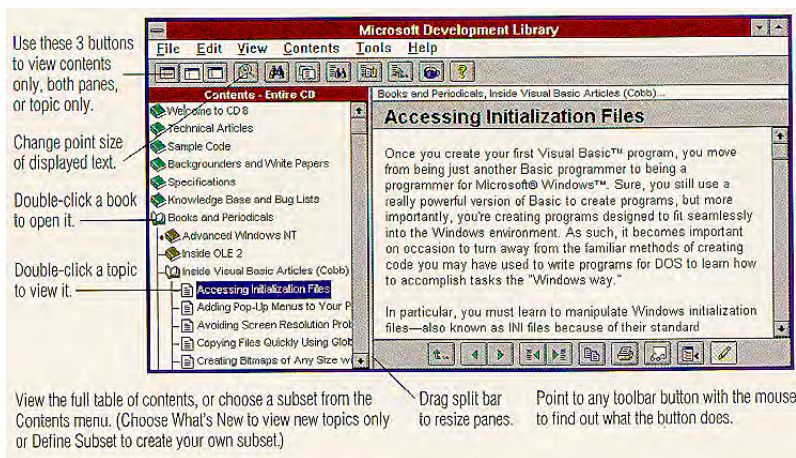 Use these 3 buttons
to view contents
only, both panes,
or topic only.
Change point size
of displayed text.
Double-click a book
to open it.
Double-click a topic
to view it.
Microsoft Development Library
File Edit View Contents Tools Help
Contents - Entire CD
Welcome to CD 8
Technical Articles
Sample Code
Backgrounders and White Papers
Specifications
Knowledge Base and Bug Lists
Books and Periodicals
Advanced Windows NT
Inside OLE 2
Inside Visual Basic Articles (Cobb)
Accessing Initialization Files
Adding Pop-Up Menus to Your P
Avoiding Screen Resolution Prob
Copying Files Quickly Using Glob
Creating Bitmaps of Any Size wi
Books and Periodicals, Inside Visual Basic Articles (Cobb)...
Accessing Initialization Files
Once you create your first Visual Basic™ program, you move
from being just another Basic programmer to being a
programmer for Microsoft® Windows™. Sure, you still use a
really powerful version of Basic to create programs, but more
importantly, you're creating programs designed to fit seamlessly
into the Windows environment. As such, it becomes important
on occasion to turn away from the familiar methods of creating
code you may have used to write programs for DOS to learn how
to accomplish tasks the "Windows way."
In particular, you must learn to manipulate Windows initialization
files—also known as INI files because of their standard
View the full table of contents, or choose a subset from the
Contents menu. (Choose What's New to view new topics only
or Define Subset to create your own subset.)
Drag split bar
to resize panes.
Point to any toolbar button with the mouse
to find out what the button does.